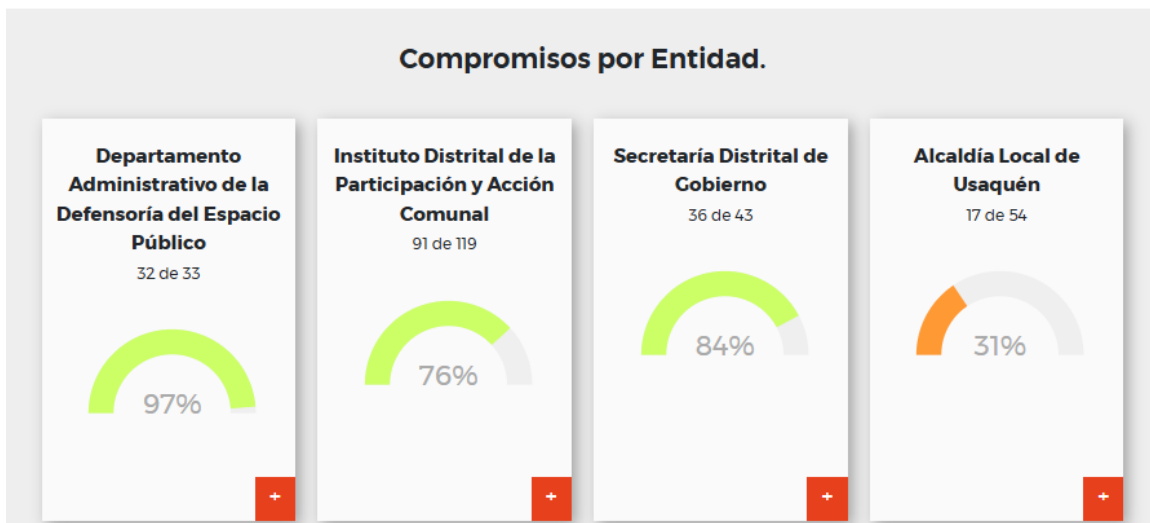 Compromisos por Entidad.
Departamento
Administrativo de la
Defensoría del Espacio
Público
32 de 33
97%
+
Instituto Distrital de la
Participación y Acción
Comunal
91 de 119
76%
+
Secretaría Distrital de
Gobierno
36 de 43
84%
+
Alcaldía Local de
Usaquén
17 de 54
31%
+